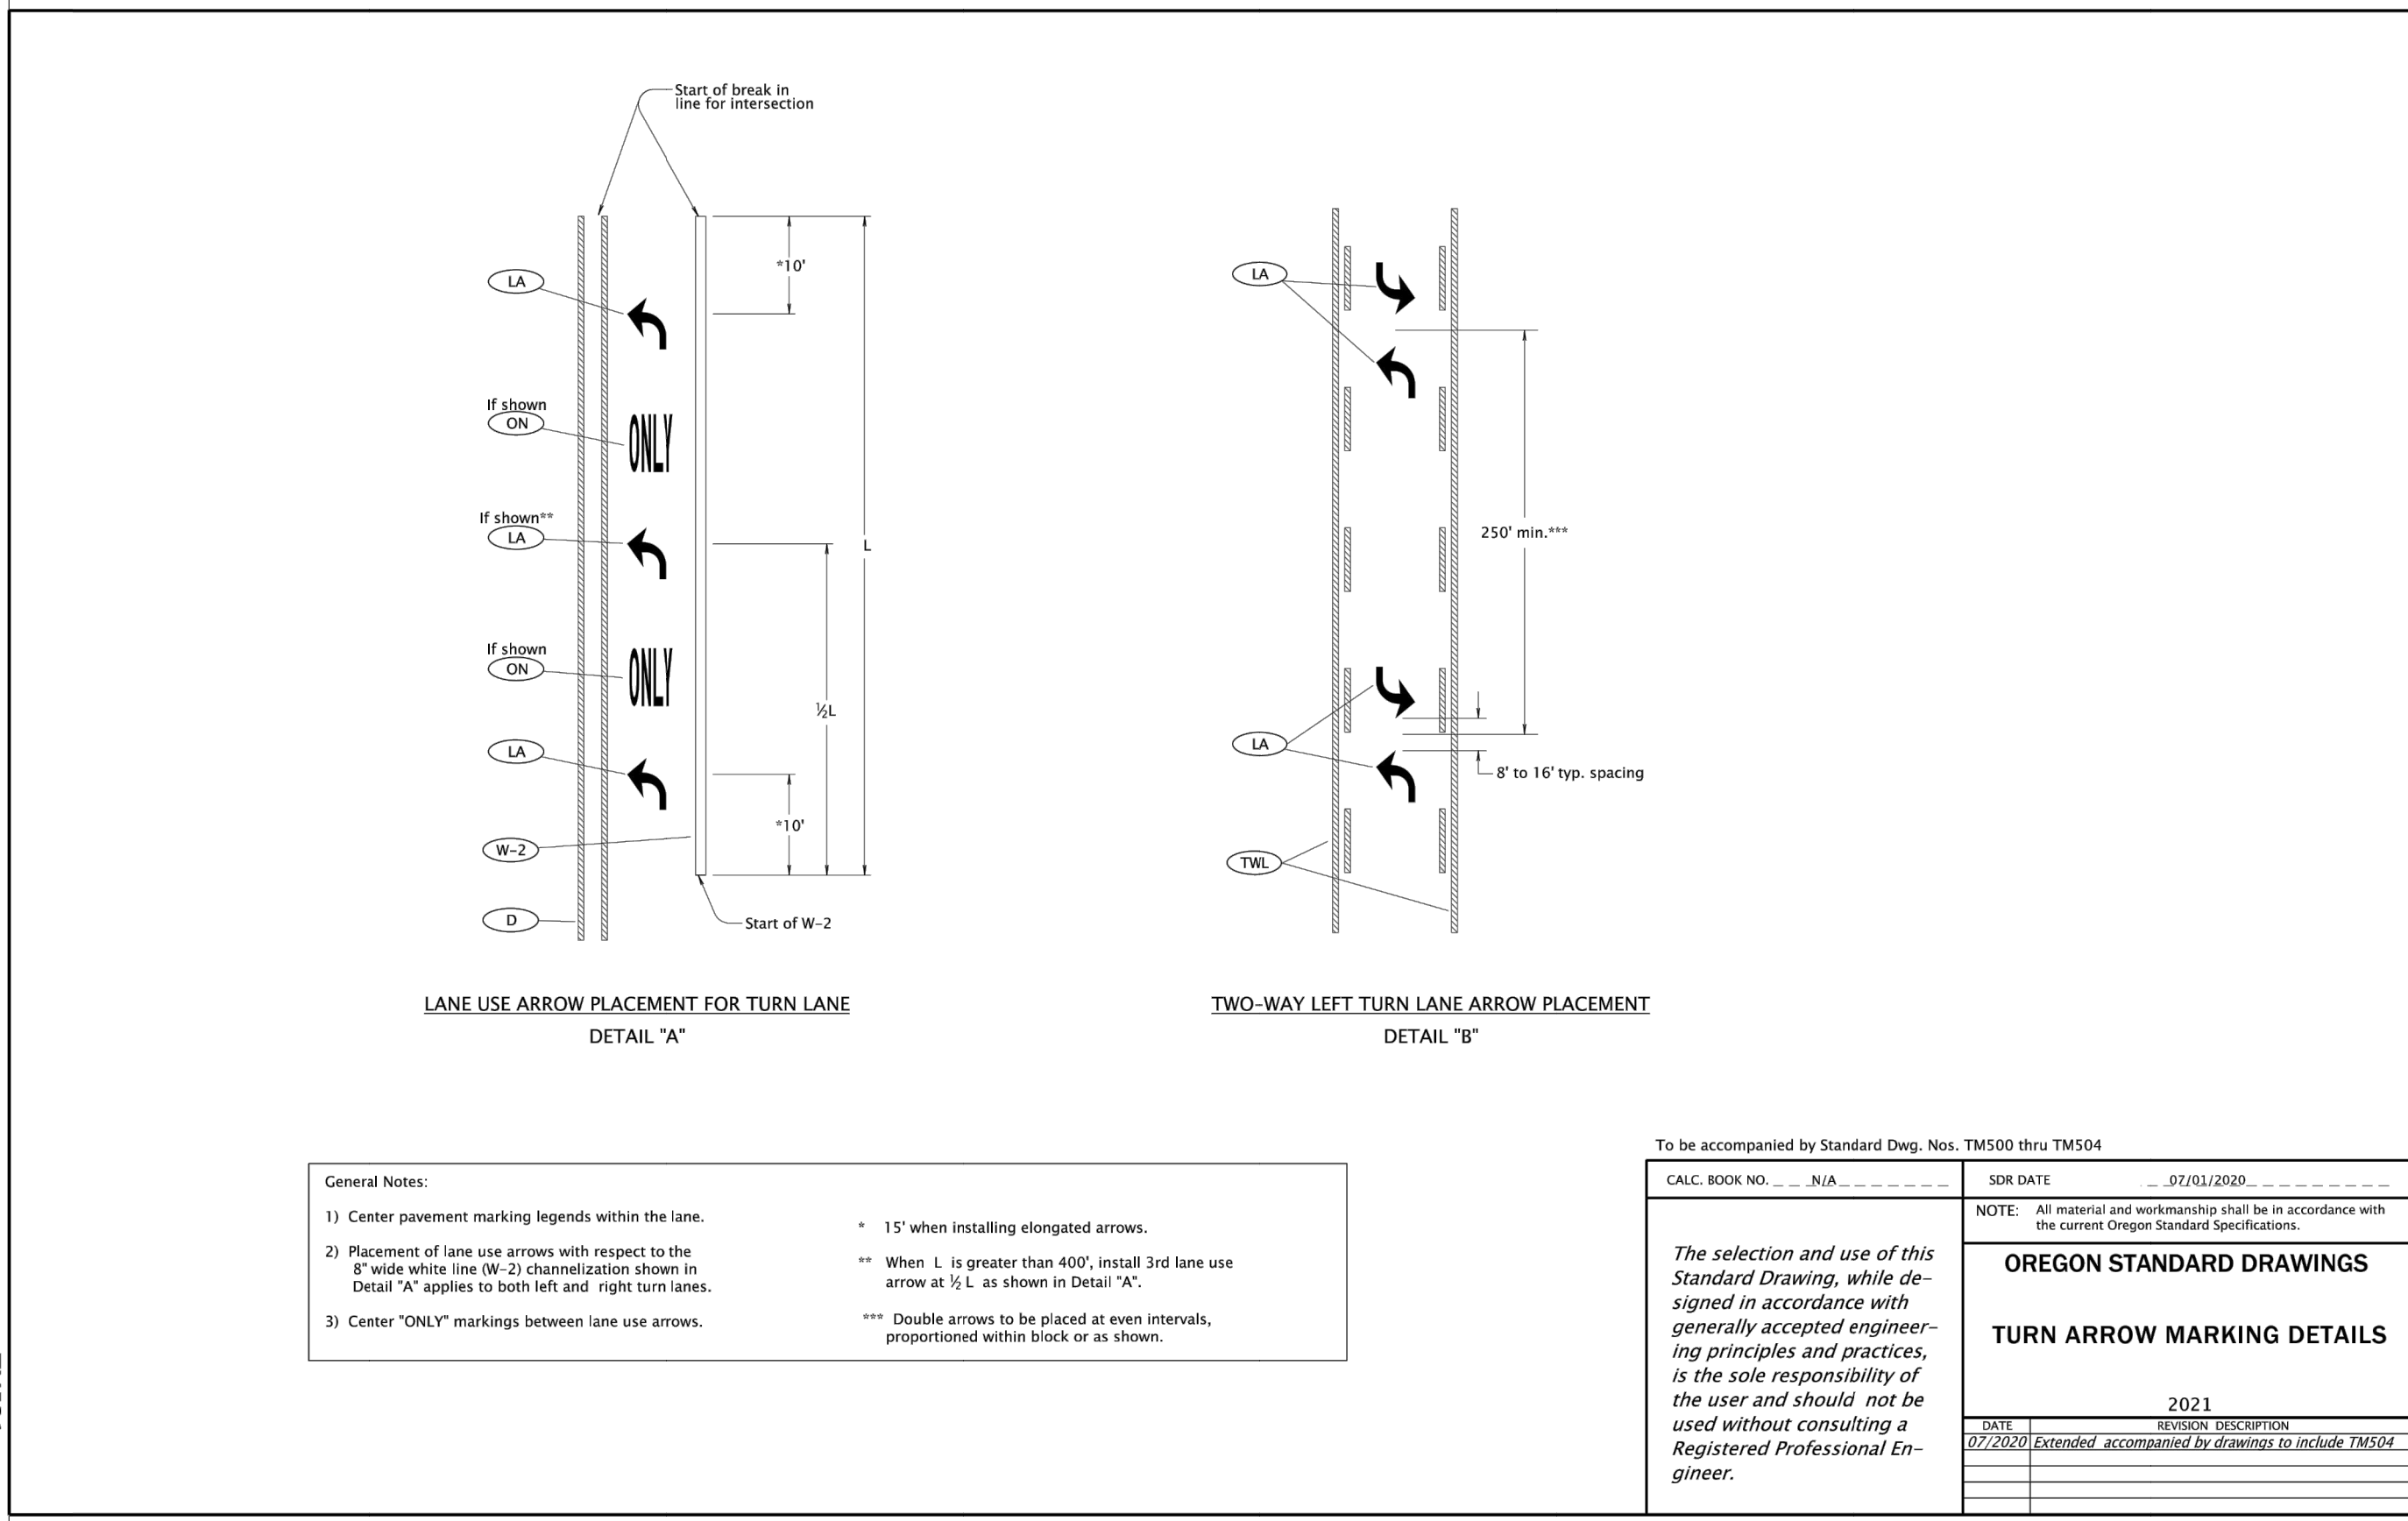 Start of break in
line for intersection
*10'
LA
If shown
ON
ONLY
If shown**
LA
L
If shown
ON
ONLY
½L
LA
*10'
W-2
D
Start of W-2
LANE USE ARROW PLACEMENT FOR TURN LANE
DETAIL "A"
LA
250' min.***
LA
8' to 16' typ. spacing
TWL
TWO-WAY LEFT TURN LANE ARROW PLACEMENT
DETAIL "B"
General Notes:
1) Center pavement marking legends within the lane.
2) Placement of lane use arrows with respect to the
8" wide white line (W-2) channelization shown in
Detail "A" applies to both left and right turn lanes.
3) Center "ONLY" markings between lane use arrows.
* 15' when installing elongated arrows.
** When L is greater than 400', install 3rd lane use
arrow at ½ L as shown in Detail "A".
*** Double arrows to be placed at even intervals,
proportioned within block or as shown.
To be accompanied by Standard Dwg. Nos. TM500 thru TM504
CALC. BOOK NO. N/A
SDR DATE 07/01/2020
The selection and use of this
Standard Drawing, while de-
signed in accordance with
generally accepted engineer-
ing principles and practices,
is the sole responsibility of
the user and should not be
used without consulting a
Registered Professional En-
gineer.
NOTE: All material and workmanship shall be in accordance with
the current Oregon Standard Specifications.
OREGON STANDARD DRAWINGS
TURN ARROW MARKING DETAILS
2021
DATE REVISION DESCRIPTION
07/2020 Extended accompanied by drawings to include TM504